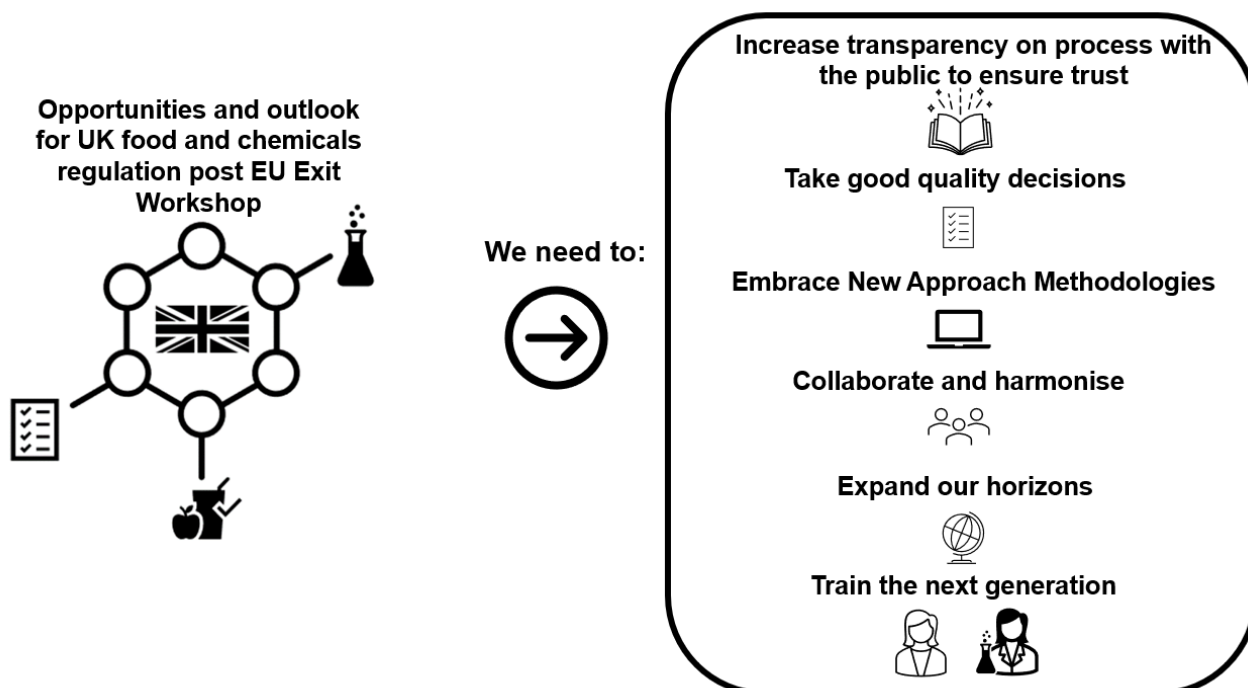 Opportunities and outlook
for UK food and chemicals
regulation post EU Exit
Workshop
We need to:
Increase transparency on process with
the public to ensure trust
Take good quality decisions
Embrace New Approach Methodologies
Collaborate and harmonise
Expand our horizons
Train the next generation